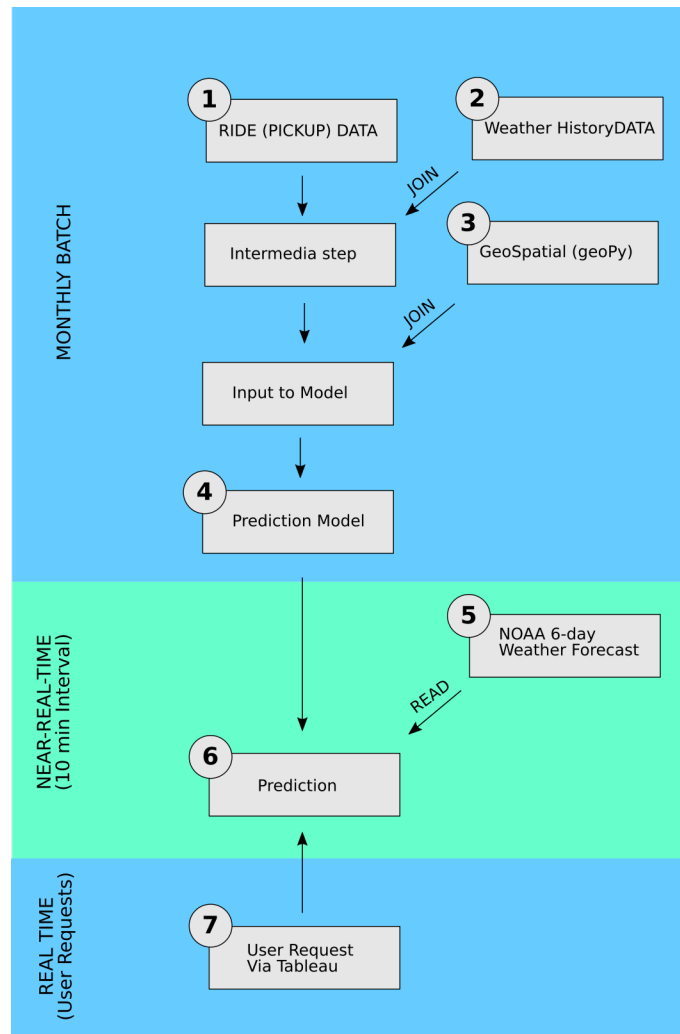 1
RIDE (PICKUP) DATA
2
Weather HistoryDATA
JOIN
3
GeoSpatial (geoPy)
Intermedia step
JOIN
Input to Model
4
Prediction Model
MONTHLY BATCH
5
NOAA 6-day
Weather Forecast
READ
6
Prediction
NEAR-REAL-TIME
(10 min Interval)
7
User Request
Via Tableau
REAL TIME
(User Requests)